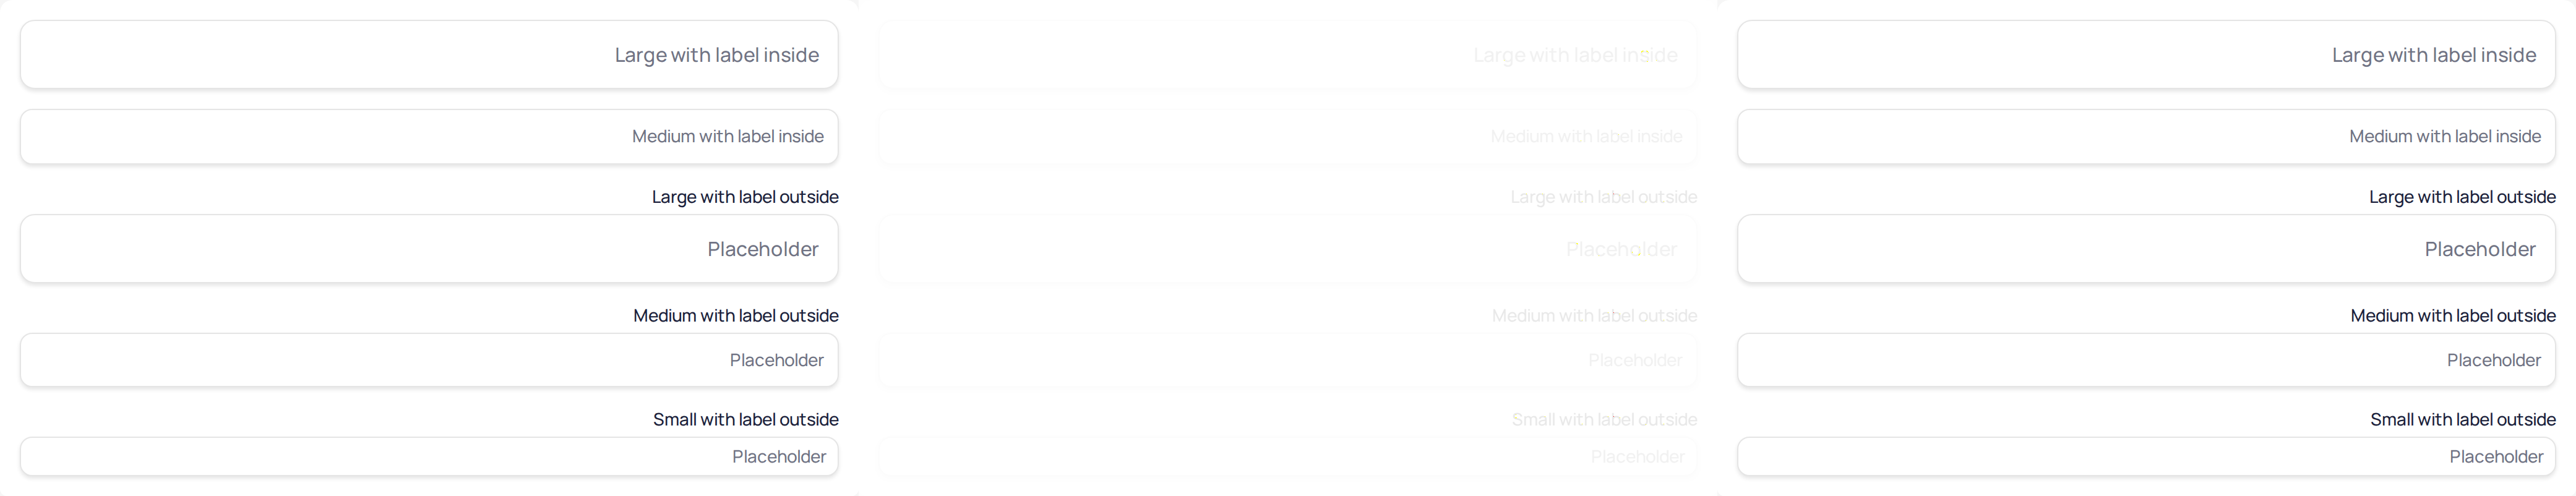 Large with label inside
Medium with label inside
Large with label outside
Placeholder
Medium with label outside
Placeholder
Small with label outside
Placeholder
Large with label inside
Medium with label inside
Large with label outside
Placeholder
Medium with label outside
Placeholder
Small with label outside
Placeholder
Large with label inside
Medium with label inside
Large with label outside
Placeholder
Medium with label outside
Placeholder
Small with label outside
Placeholder